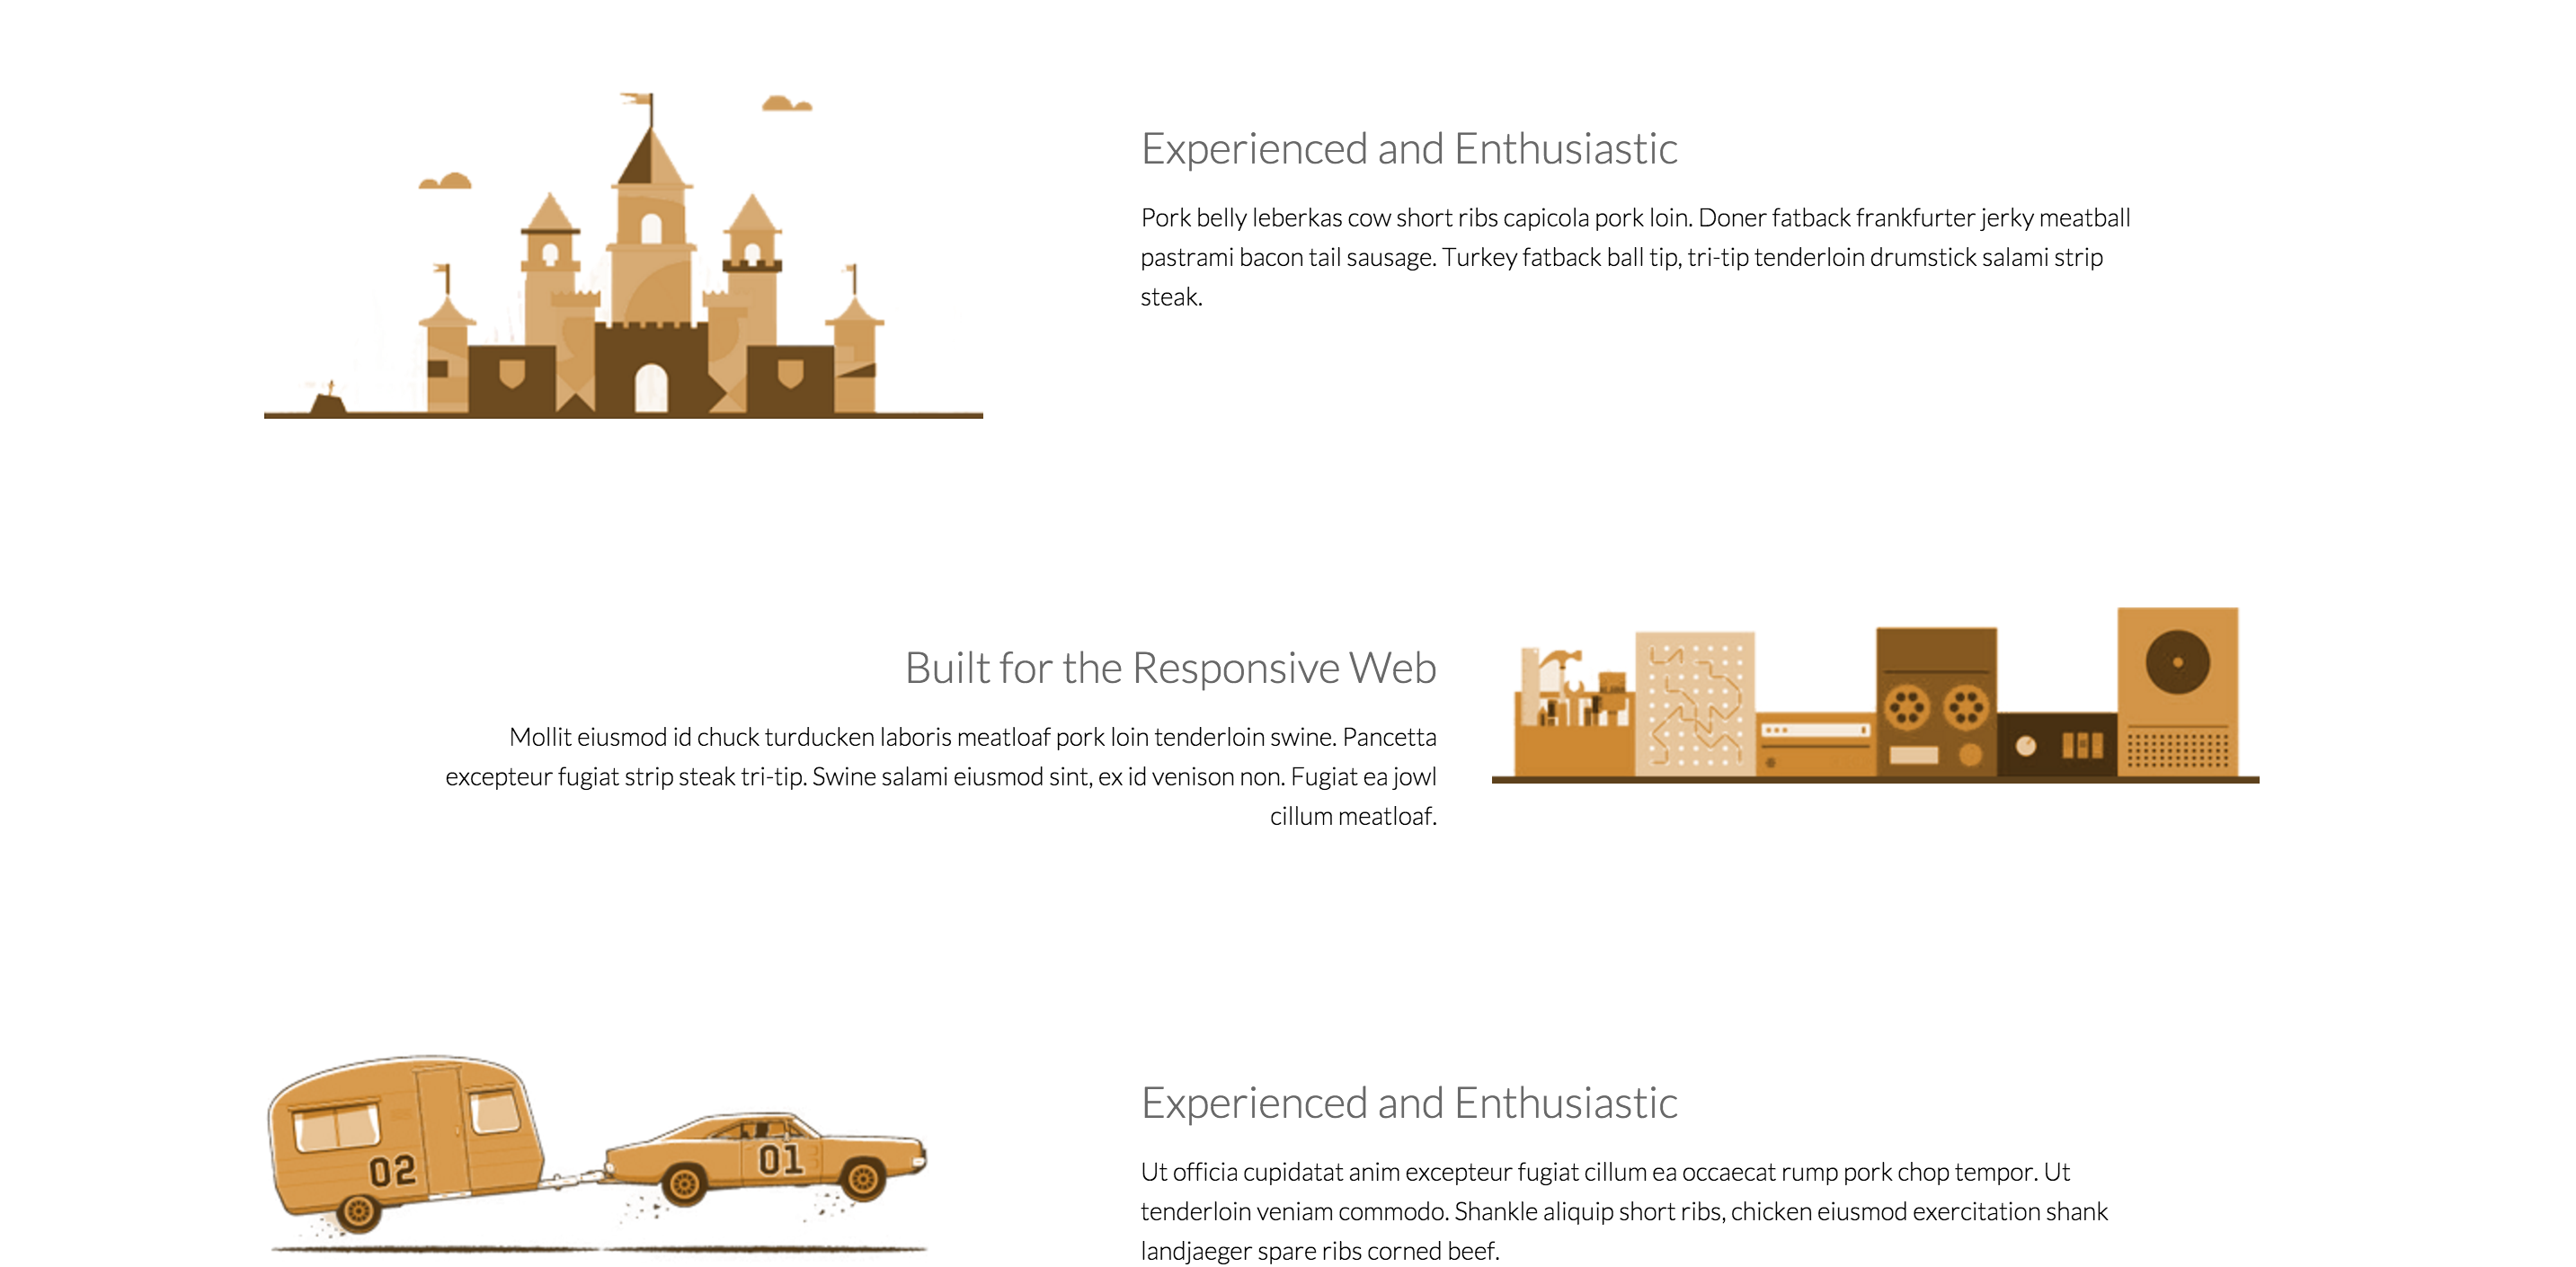 Experienced and Enthusiastic
Pork belly leberkas cow short ribs capicola pork loin. Doner fatback frankfurter jerky meatball
pastrami bacon tail sausage. Turkey fatback ball tip, tri-tip tenderloin drumstick salami strip
steak.
Built for the Responsive Web
Mollit eiusmod id chuck turducken laboris meatloaf pork loin tenderloin swine. Pancetta
excepteur fugiat strip steak tri-tip. Swine salami eiusmod sint, ex id venison non. Fugiat ea jowl
cillum meatloaf.
02
01
Experienced and Enthusiastic
Ut officia cupidatat anim excepteur fugiat cillum ea occaecat rump pork chop tempor. Ut
tenderloin veniam commodo. Shankle aliquip short ribs, chicken eiusmod exercitation shank
landjaeger spare ribs corned beef.